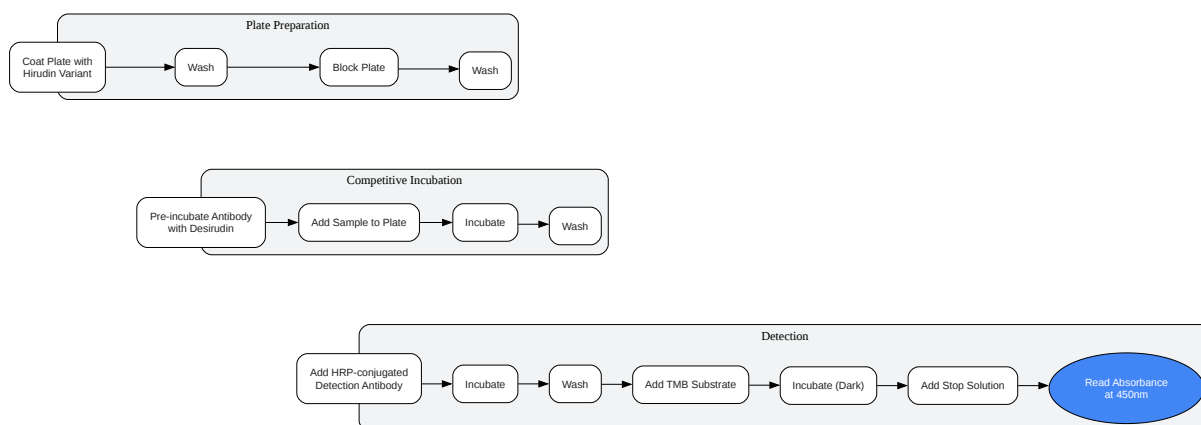 Plate Preparation
Coat Plate with
Hirudin Variant
Wash
Block Plate
Wash
Competitive Incubation
Pre-incubate Antibody
with Desirudin
Add Sample to Plate
Incubate
Wash
Detection
Add HRP-conjugated
Detection Antibody
Incubate
Wash
Add TMB Substrate
Incubate (Dark)
Add Stop Solution
Read Absorbance
at 450nm